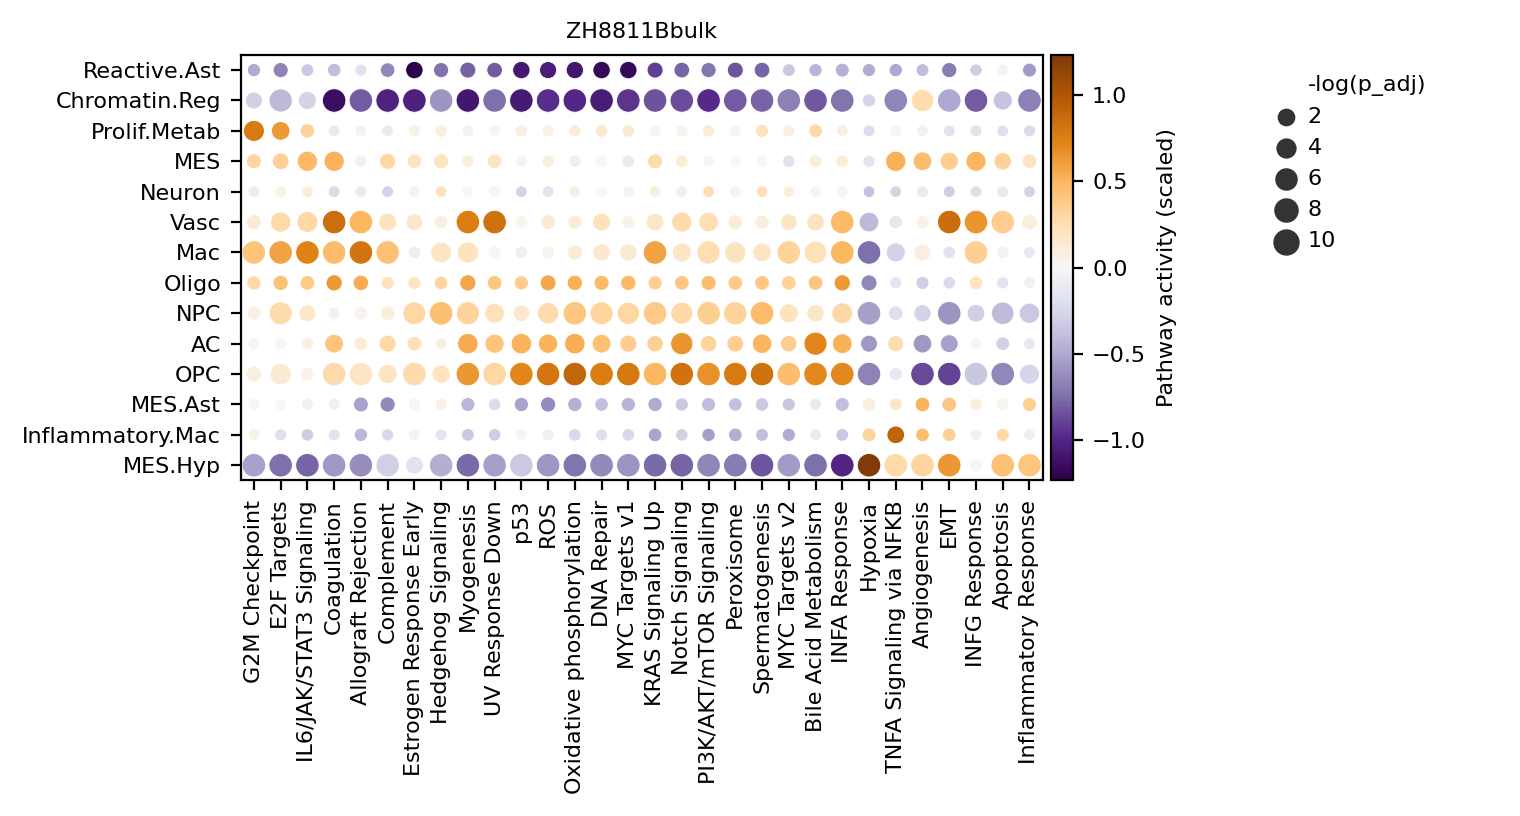 ZH8811Bbulk
Reactive.Ast
Chromatin.Reg
Prolif.Metab
MES
Neuron
Vasc
Mac
Oligo
NPC
AC
OPC
MES.Ast
Inflammatory.Mac
MES.Hyp
G2M Checkpoint
E2F Targets
IL6/JAK/STAT3 Signaling
Coagulation
Allograft Rejection
Complement
Estrogen Response Early
Hedgehog Signaling
Myogenesis
UV Response Down
p53
ROS
Oxidative phosphorylation
DNA Repair
MYC Targets v1
KRAS Signaling Up
Notch Signaling
PI3K/AKT/mTOR Signaling
Peroxisome
Spermatogenesis
MYC Targets v2
Bile Acid Metabolism
INFA Response
Hypoxia
TNFA Signaling via NFKB
Angiogenesis
EMT
INFG Response
Apoptosis
Inflammatory Response
1.0
0.5
0.0
−0.5
−1.0
Pathway activity (scaled)
-log(p_adj)
2
4
6
8
10